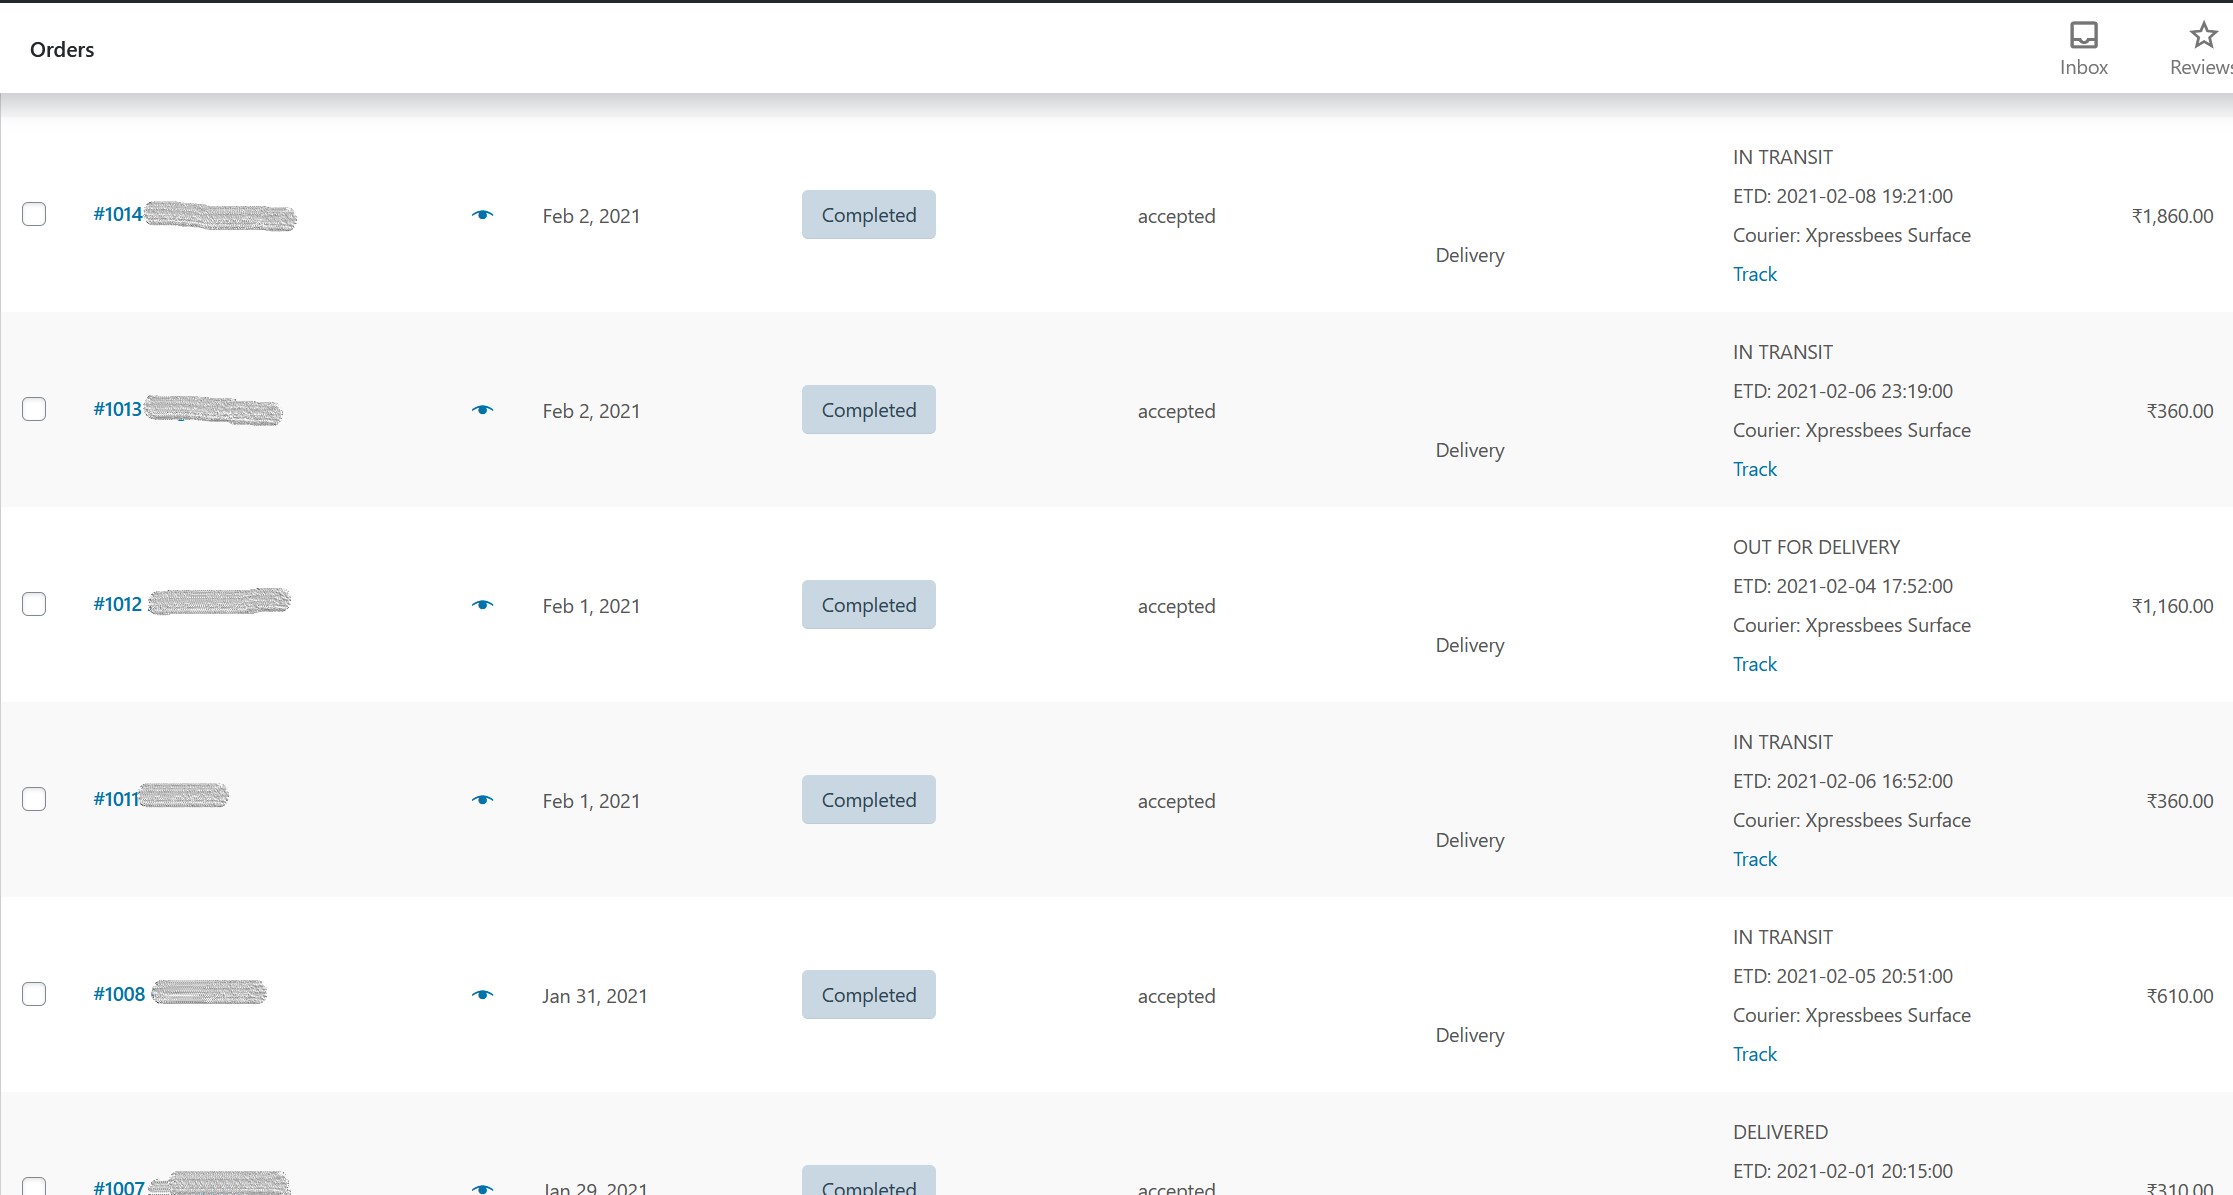 Orders
Inbox
Reviews
#1014
Feb 2, 2021
Completed
accepted
Delivery
IN TRANSIT
ETD: 2021-02-08 19:21:00
Courier: Xpressbees Surface
Track
₹1,860.00
#1013
Feb 2, 2021
Completed
accepted
Delivery
IN TRANSIT
ETD: 2021-02-06 23:19:00
Courier: Xpressbees Surface
Track
₹360.00
#1012
Feb 1, 2021
Completed
accepted
Delivery
OUT FOR DELIVERY
ETD: 2021-02-04 17:52:00
Courier: Xpressbees Surface
Track
₹1,160.00
#1011
Feb 1, 2021
Completed
accepted
Delivery
IN TRANSIT
ETD: 2021-02-06 16:52:00
Courier: Xpressbees Surface
Track
₹360.00
#1008
Jan 31, 2021
Completed
accepted
Delivery
IN TRANSIT
ETD: 2021-02-05 20:51:00
Courier: Xpressbees Surface
Track
₹610.00
#1007
Jan 29, 2021
Completed
accepted
DELIVERED
ETD: 2021-02-01 20:15:00
₹310.00